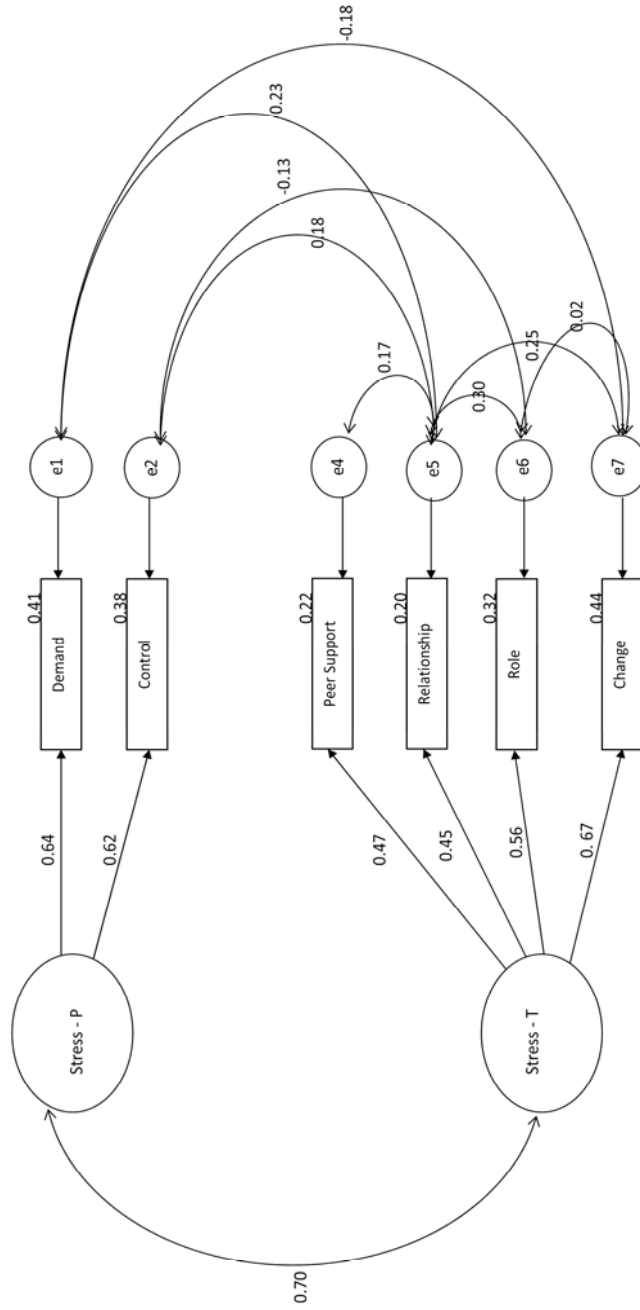 0.70
Stress - P
Stress - T
0.64
0.62
0.47
0.45
0.56
0. 67
Demand
0.41
Control
0.38
Peer Support
0.22
Relationship
0.20
Role
0.32
Change
0.44
e1
e2
e4
e5
e6
e7
0.17
0.30
0.25
0.02
0.18
-0.13
0.23
-0.18